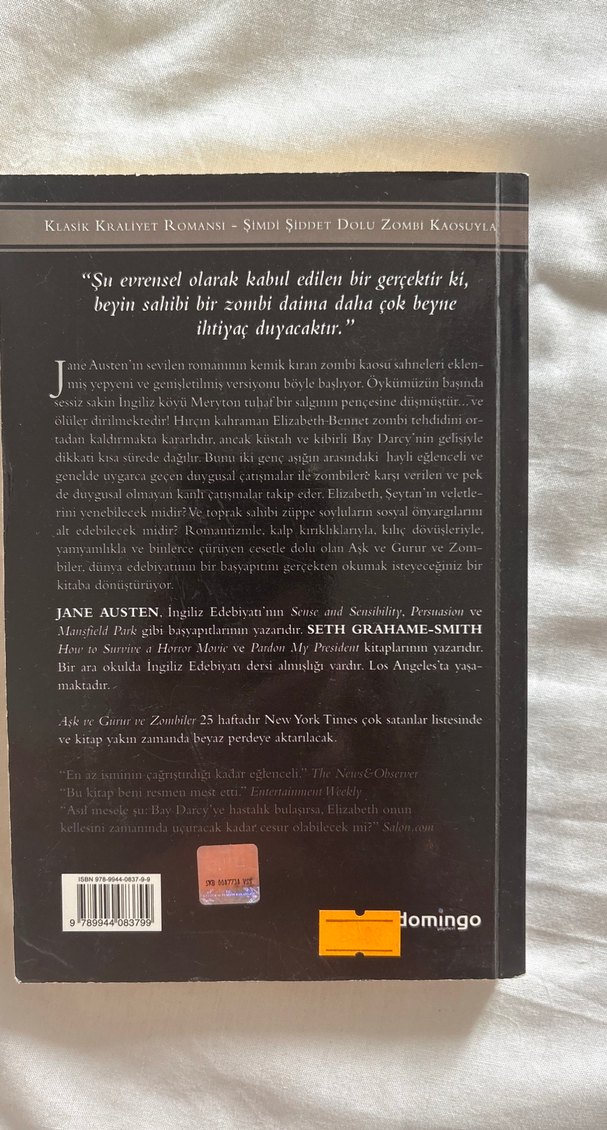 KLASİK KRALİYET ROMANSI – ŞİMDİ ŞİDDET DOLU ZOMBİ KAOSUYLA
“Şu evrensel olarak kabul edilen bir gerçektir ki,
beyin sahibi bir zombi daima daha çok beyne
ihtiyaç duyacaktır.”
Jane Austen’ın sevilen romanının kemik kıran zombi kaosu sahneleri eklen-
miş yepyeni ve genişletilmiş versiyonu böyle başlıyor. Öykümüzün başında
sessiz sakin İngiliz köyü Meryton tuhaf bir salgının pençesine düşmüştür...ve
ölüler dirilmektedir! Hırçın kahraman Elizabeth Bennet zombi tehdidini or-
tadan kaldırmakta kararlıdır, ancak küstah ve kibirli Bay Darcy’nin gelişiyle
dikkati kısa sürede dağılır. Bunu iki genç aşığın arasındaki hayli eğlenceli ve
genelde uygarca geçen duygusal çatışmalar ile zombilere karşı verilen ve pek
de duygusal olmayan kanlı çatışmalar takip eder. Elizabeth, Şeytan’ın veletle-
rini yenebilecek midir? Ve toprak sahibi züppe soyluların sosyal önyargılarını
alt edebilecek midir? Romantizmle, kalp kırıklıklarıyla, kılıç dövüşleriyle,
yamyamlıkla ve binlerce çürüyen cesetle dolu olan Aşk ve Gurur ve Zom-
biler, dünya edebiyatının bir başyapıtını gerçekten okumak isteyeceğiniz bir
kitaba dönüştürüyor.
JANE AUSTEN, İngiliz Edebiyatı’nın Sense and Sensibility, Persuasion ve
Mansfield Park gibi başyapıtlarının yazarıdır. SETH GRAHAME-SMITH
How to Survive a Horror Movie ve Pardon My President kitaplarının yazarıdır.
Bir ara okulda İngiliz Edebiyatı dersi almışlığı vardır. Los Angeles’ta yaşa-
maktadır.
Aşk ve Gurur ve Zombiler 25 haftadır New York Times çok satanlar listesinde
ve kitap yakın zamanda beyaz perdeye aktarılacak.
“En az isminin çağrıştırdığı kadar eğlenceli.” The News&Observer
“Bu kitap beni resmen mest etti.” Entertainment Weekly
“Asıl mesele şu: Bay Darcy’ye hastalık bulaşırsa, Elizabeth onun
kellesini zamanında uçuracak kadar cesur olabilecek mi?” Salon.com
ISBN 978-9944-0837-9-9
9 789944 083799
domingo